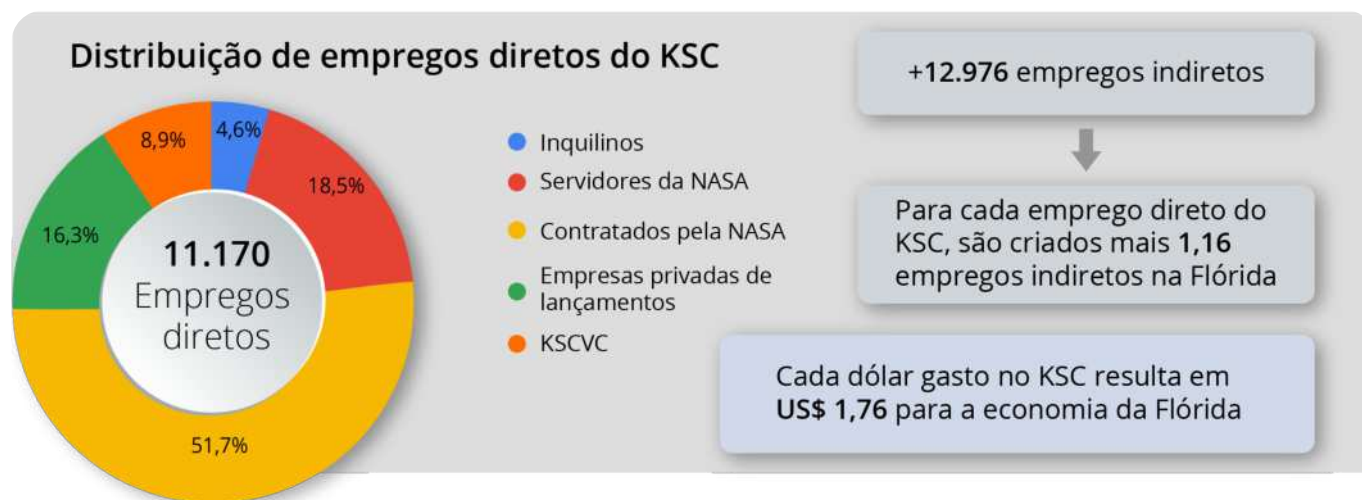 Distribuição de empregos diretos do KSC
4,6%
18,5%
51,7%
16,3%
8,9%
11.170
Empregos
diretos
Inquilinos
Servidores da NASA
Contratados pela NASA
Empresas privadas de
lançamentos
KSCVC
+12.976 empregos indiretos
Para cada emprego direto do
KSC, são criados mais 1,16
empregos indiretos na Flórida
Cada dólar gasto no KSC resulta em
US$ 1,76 para a economia da Flórida